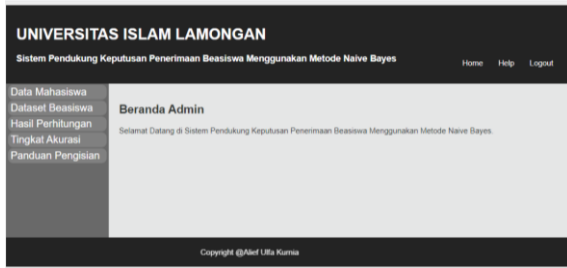 UNIVERSITAS ISLAM LAMONGAN
Sistem Pendukung Keputusan Penerimaan Beasiswa Menggunakan Metode Naive Bayes
Home Help Logout
Data Mahasiswa
Dataset Beasiswa
Hasil Perhitungan
Tingkat Akurasi
Panduan Pengisian
Beranda Admin
Selamat Datang di Sistem Pendukung Keputusan Penerimaan Beasiswa Menggunakan Metode Naive Bayes.
Copyright @Alief Ulfa Kurnia